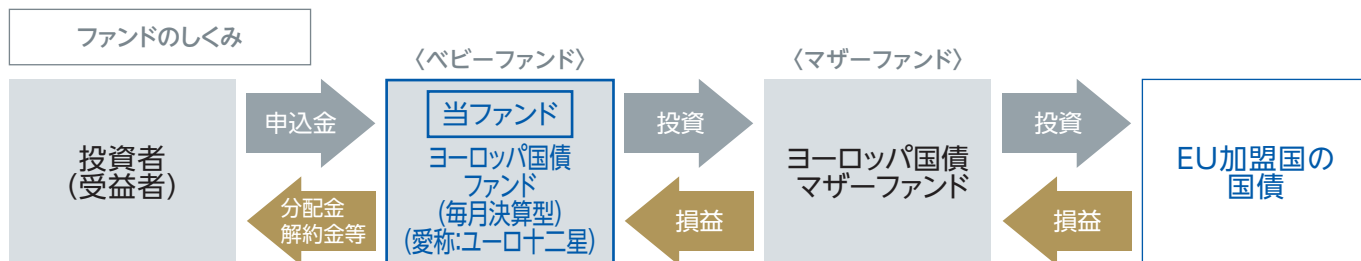 ファンドのしくみ
〈ベビーファンド〉
〈マザーファンド〉
投資者
(受益者)
申込金
分配金
解約金等
当ファンド
ヨーロッパ国債
ファンド
(毎月決算型)
(愛称:ユーロ十二星)
投資
損益
ヨーロッパ国債
マザーファンド
投資
損益
EU加盟国の
国債